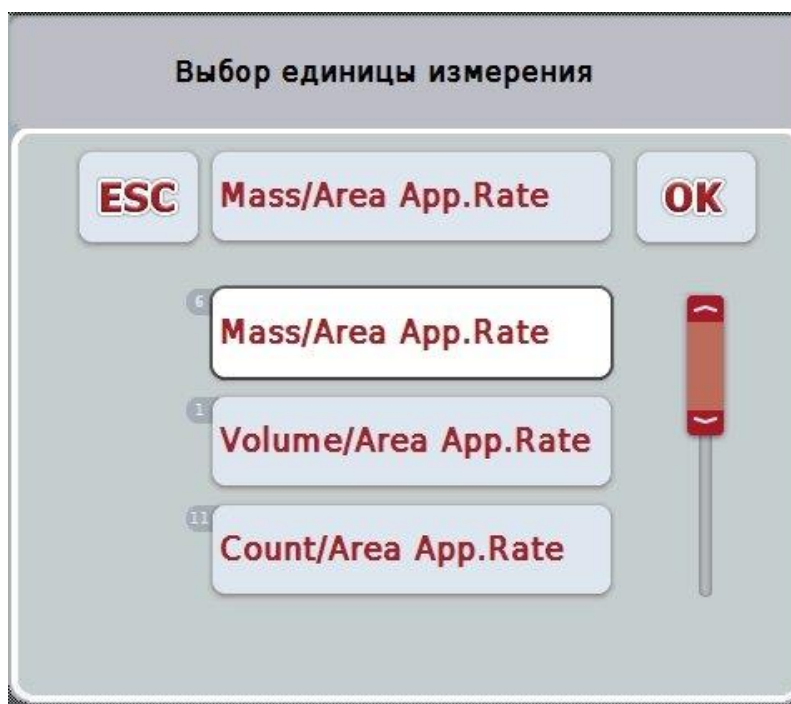 Выбор единицы измерения
ESC
Mass/Area App.Rate
OK
6
Mass/Area App.Rate
1
Volume/Area App.Rate
11
Count/Area App.Rate